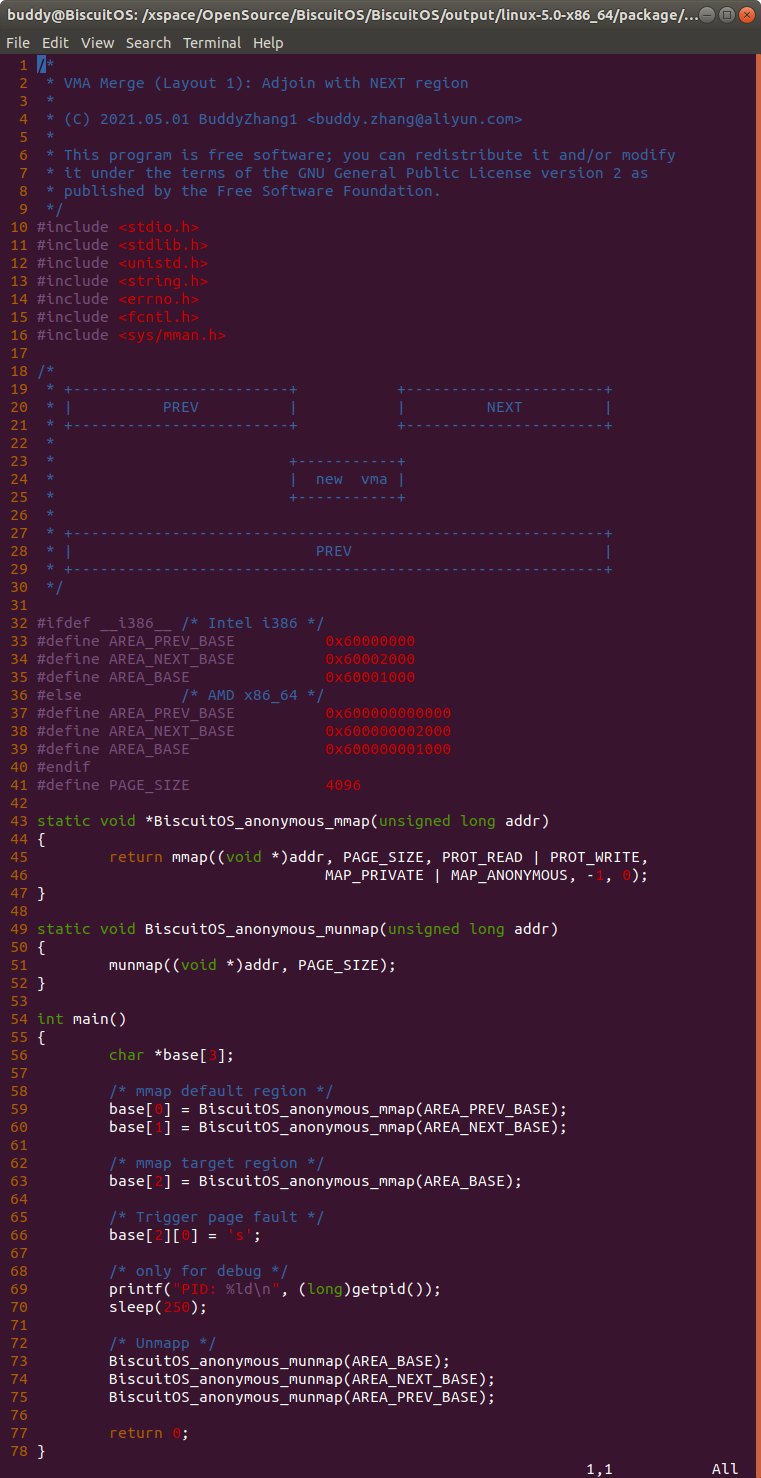 buddy@BiscuitOS: /xspace/OpenSource/BiscuitOS/BiscuitOS/output/linux-5.0-x86_64/package/...
File Edit View Search Terminal Help
1 /*
2  * VMA Merge (Layout 1): Adjoin with NEXT region
3  *
4  * (C) 2021.05.01 BuddyZhang1 <buddy.zhang@aliyun.com>
5  *
6  * This program is free software; you can redistribute it and/or modify
7  * it under the terms of the GNU General Public License version 2 as
8  * published by the Free Software Foundation.
9  */
10 #include <stdio.h>
11 #include <stdlib.h>
12 #include <unistd.h>
13 #include <string.h>
14 #include <errno.h>
15 #include <fcntl.h>
16 #include <sys/mman.h>
17
18 /*
19  * +------------------------+           +----------------------+
20  * |          PREV          |           |         NEXT         |
21  * +------------------------+           +----------------------+
22  *
23  *                          +-----------+
24  *                          |  new  vma |
25  *                          +-----------+
26  *
27  * +-----------------------------------------------------------+
28  * |                           PREV                            |
29  * +-----------------------------------------------------------+
30  */
31
32 #ifdef __i386__ /* Intel i386 */
33 #define AREA_PREV_BASE          0x60000000
34 #define AREA_NEXT_BASE          0x60002000
35 #define AREA_BASE               0x60001000
36 #else           /* AMD x86_64 */
37 #define AREA_PREV_BASE          0x600000000000
38 #define AREA_NEXT_BASE          0x600000002000
39 #define AREA_BASE               0x600000001000
40 #endif
41 #define PAGE_SIZE               4096
42
43 static void *BiscuitOS_anonymous_mmap(unsigned long addr)
44 {
45         return mmap((void *)addr, PAGE_SIZE, PROT_READ | PROT_WRITE,
46                                 MAP_PRIVATE | MAP_ANONYMOUS, -1, 0);
47 }
48
49 static void BiscuitOS_anonymous_munmap(unsigned long addr)
50 {
51         munmap((void *)addr, PAGE_SIZE);
52 }
53
54 int main()
55 {
56         char *base[3];
57
58         /* mmap default region */
59         base[0] = BiscuitOS_anonymous_mmap(AREA_PREV_BASE);
60         base[1] = BiscuitOS_anonymous_mmap(AREA_NEXT_BASE);
61
62         /* mmap target region */
63         base[2] = BiscuitOS_anonymous_mmap(AREA_BASE);
64
65         /* Trigger page fault */
66         base[2][0] = 's';
67
68         /* only for debug */
69         printf("PID: %ld\n", (long)getpid());
70         sleep(250);
71
72         /* Unmapp */
73         BiscuitOS_anonymous_munmap(AREA_BASE);
74         BiscuitOS_anonymous_munmap(AREA_NEXT_BASE);
75         BiscuitOS_anonymous_munmap(AREA_PREV_BASE);
76
77         return 0;
78 }
1,1 All